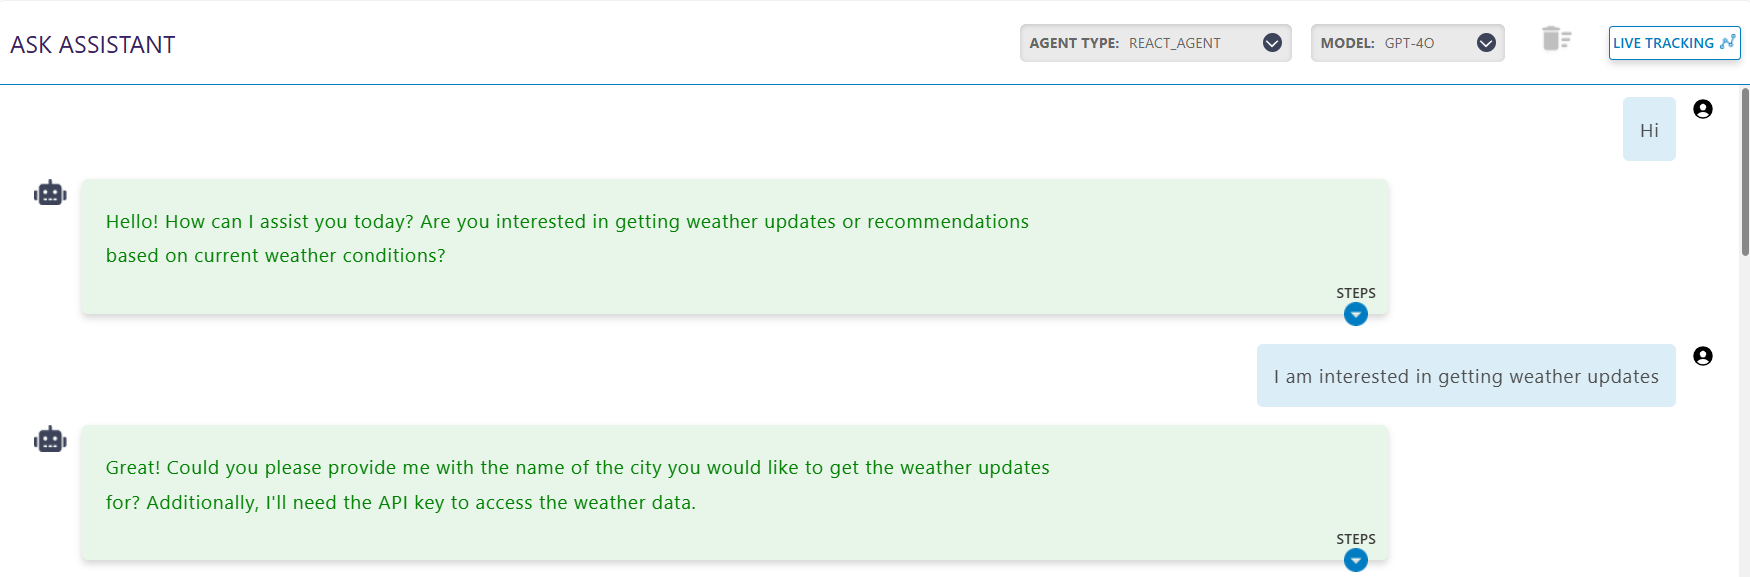 ASK ASSISTANT
AGENT TYPE: REACT_AGENT
MODEL: GPT-4O
LIVE TRACKING
Hi
Hello! How can I assist you today? Are you interested in getting weather updates or recommendations
based on current weather conditions?
STEPS
I am interested in getting weather updates
Great! Could you please provide me with the name of the city you would like to get the weather updates
for? Additionally, I'll need the API key to access the weather data.
STEPS